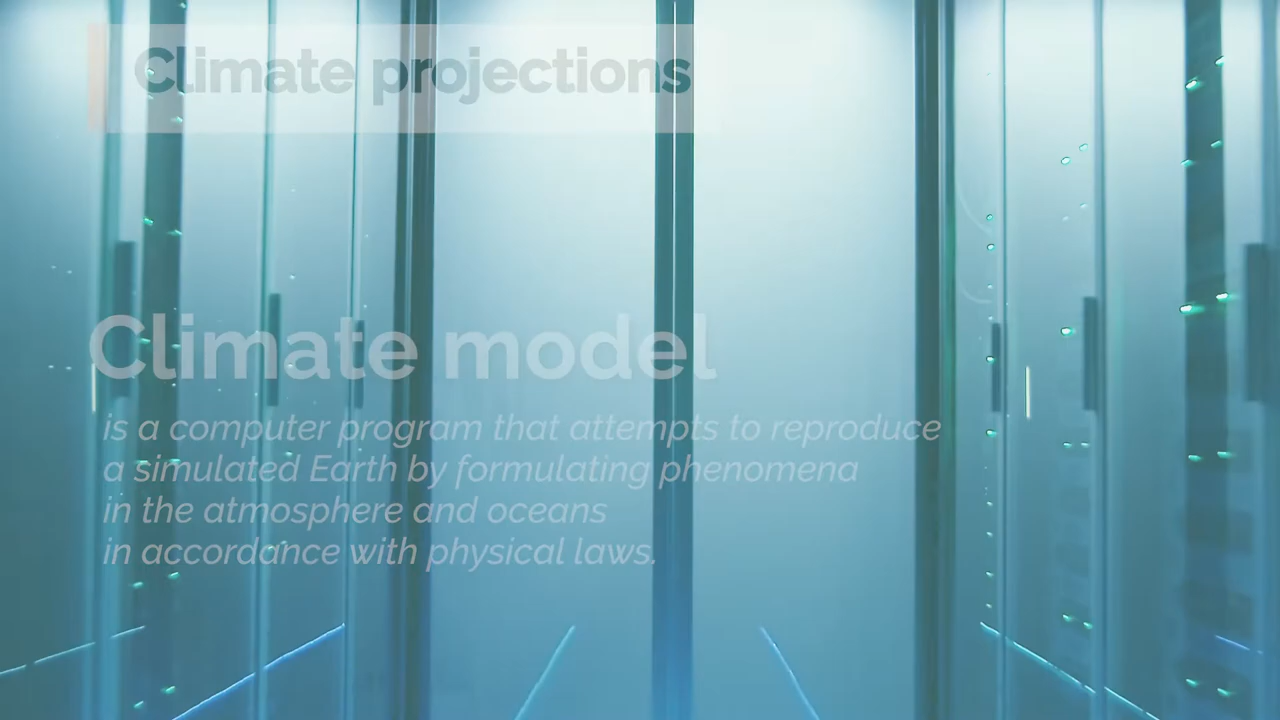 Climate projections
Climate model
is a computer program that attempts to reproduce
a simulated Earth by formulating phenomena
in the atmosphere and oceans
in accordance with physical laws.